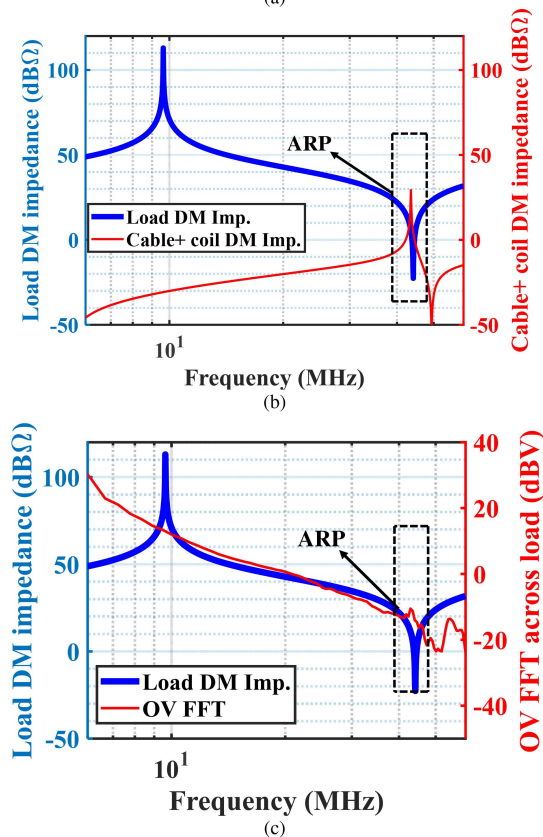 (a)
Load DM impedance (dBΩ)
100
50
0
-50
ARP
Load DM Imp.
Cable+ coil DM Imp.
100
50
0
-50
Cable+ coil DM impedance (dBΩ)
10¹
Frequency (MHz)
(b)
Load DM impedance (dBΩ)
100
50
0
-50
ARP
Load DM Imp.
OV FFT
40
20
0
-20
-40
OV FFT across load (dBV)
10¹
Frequency (MHz)
(c)